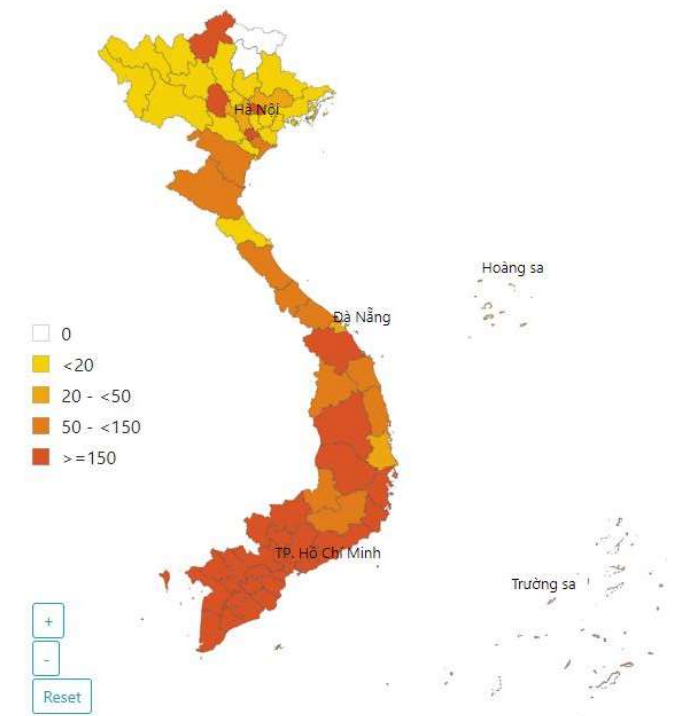 Hà Nội
Hoàng sa
Đà Nẵng
0
<20
20 - <50
50 - <150
>=150
TP. Hồ Chí Minh
Trường sa
+
-
Reset